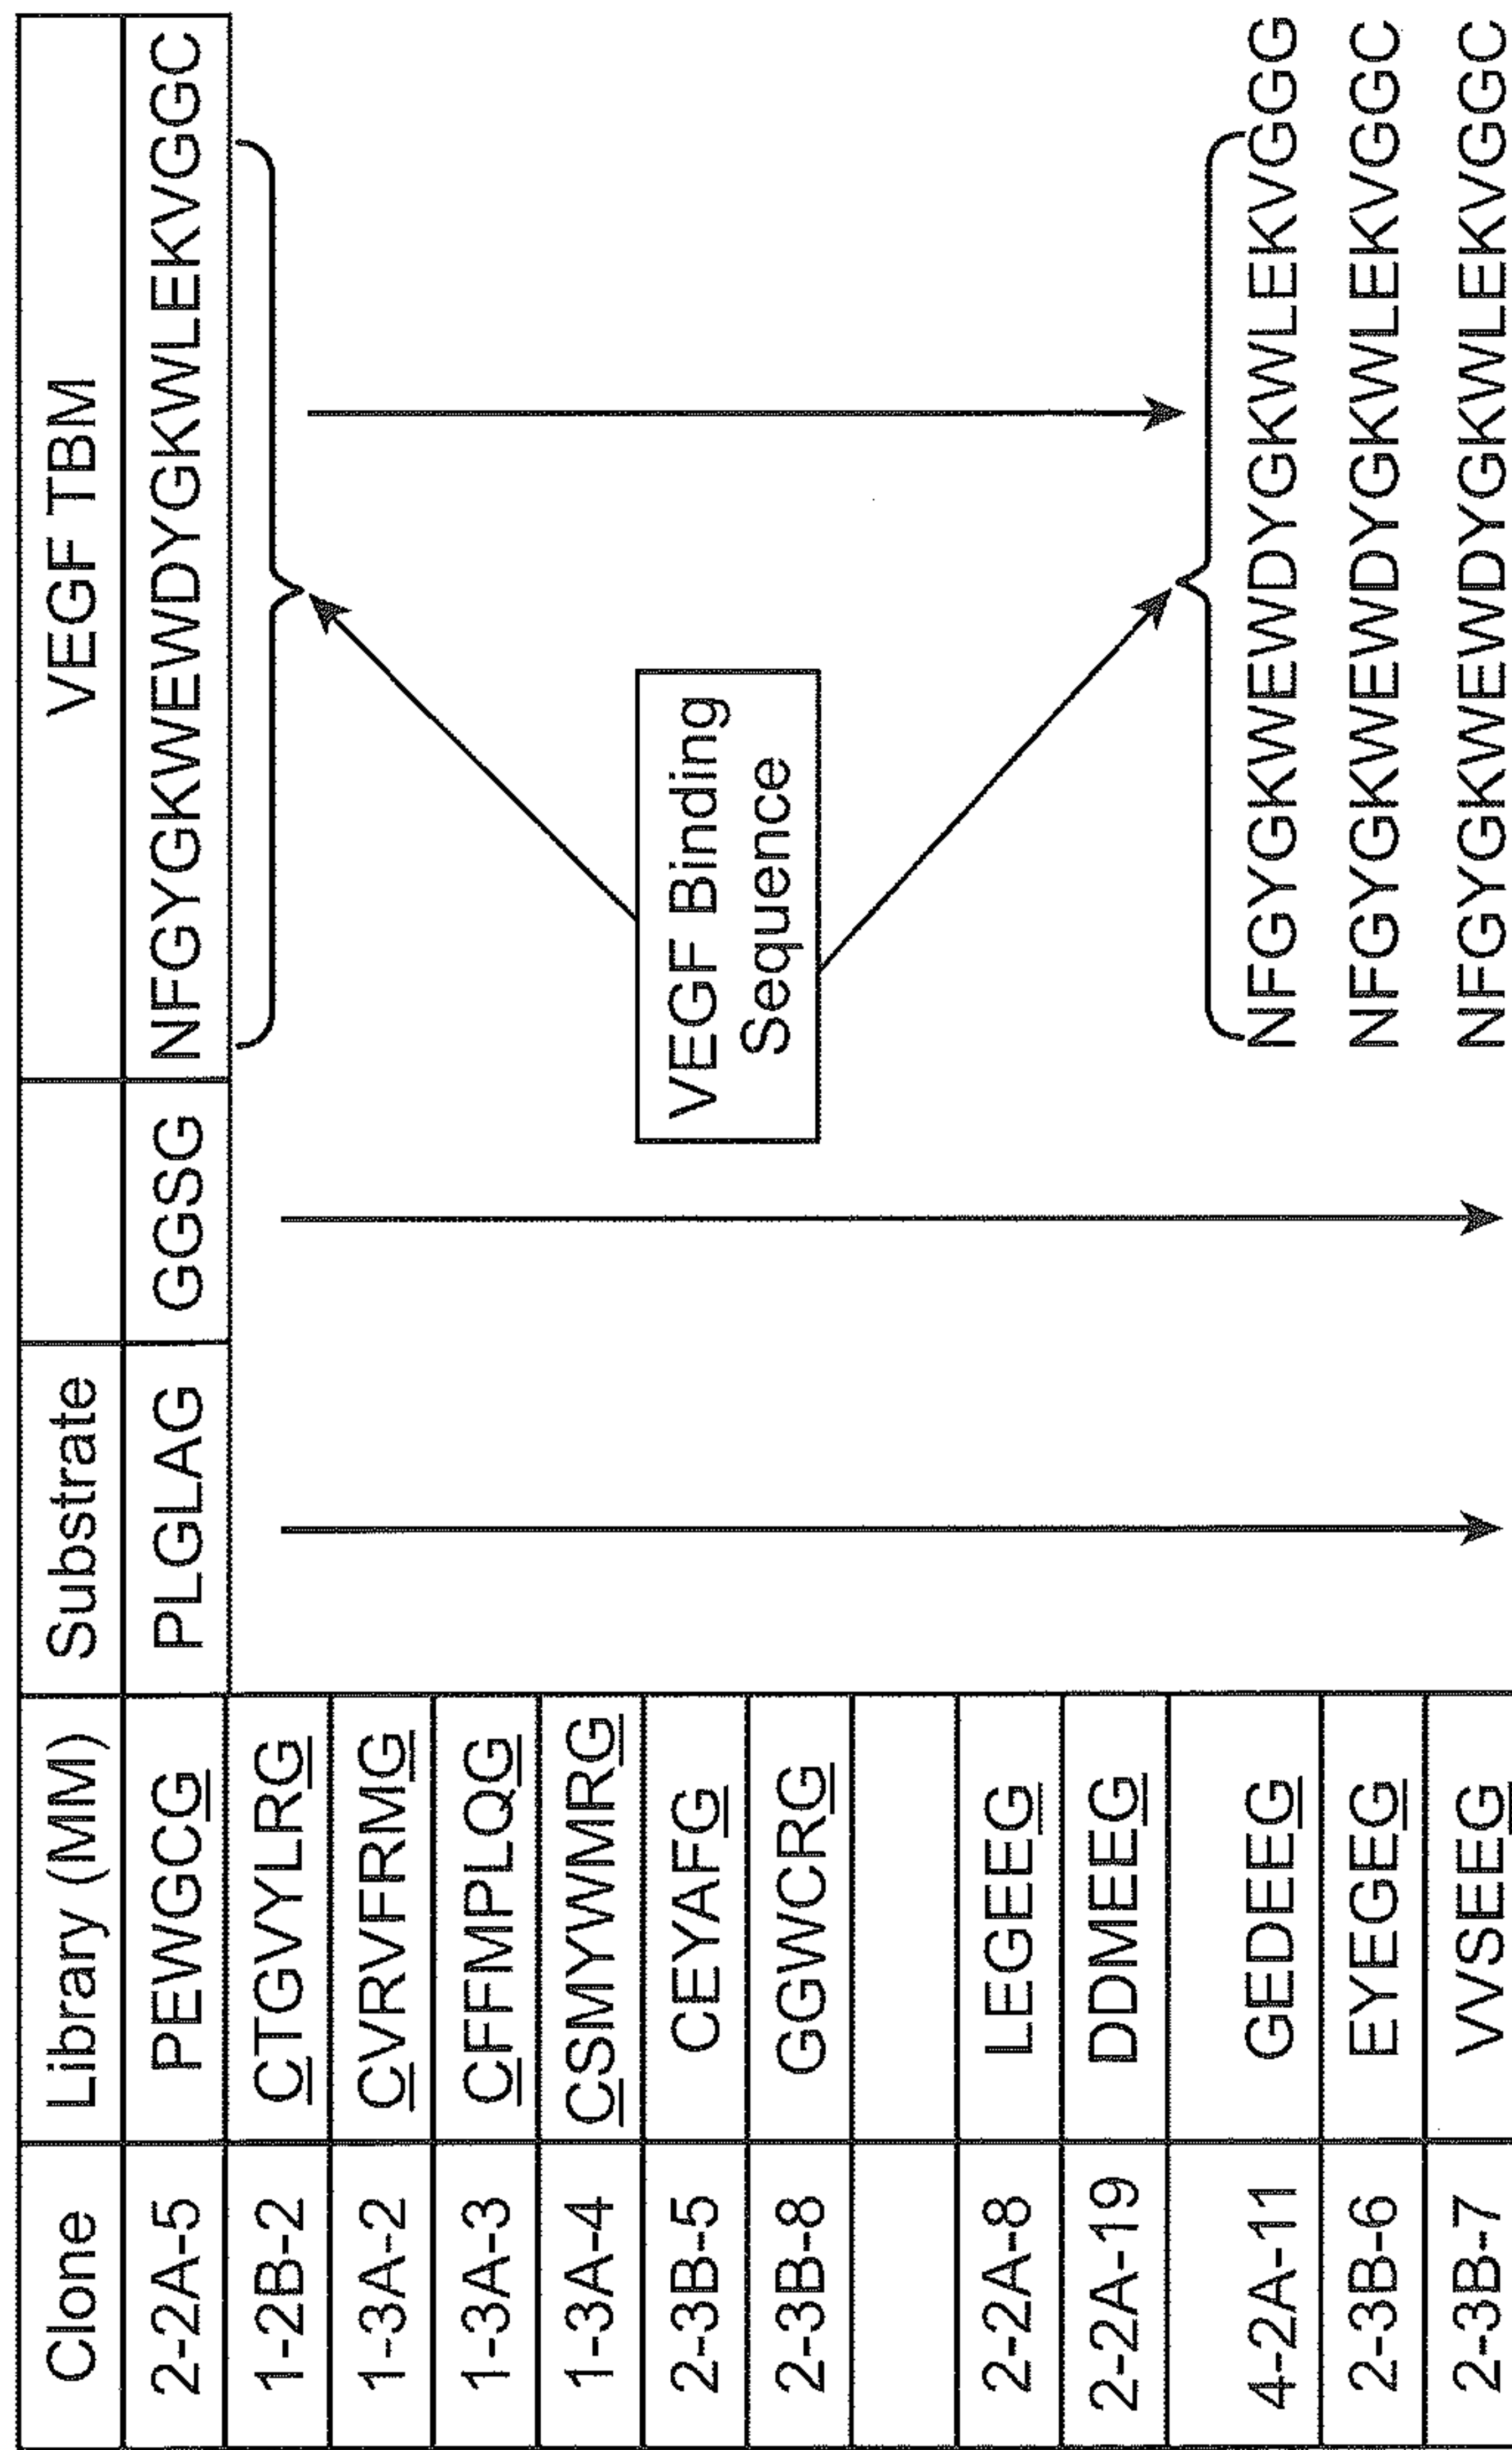 Clone Library (MM) Substrate VEGF TBM
2-2A-5 PEWGCG PLGLAG GGSG NFGYGKWEWDYGKWLEKVGGC
1-2B-2 CTGVYLRG
1-3A-2 CVRVFRMG
1-3A-3 CFFMPLQG
1-3A-4 CSMYWMRG
2-3B-5 CEYAFG
VEGF Binding
Sequence
2-3B-8 GGWCRG
2-2A-8 LEGEEG
2-2A-19 DDMEEG
4-2A-11 GEDEEG NFGYGKWEWDYGKWLEKVGGG
2-3B-6 EYEGEG NFGYGKWEWDYGKWLEKVGGC
2-3B-7 VVSEEG NFGYGKWEWDYGKWLEKVGGC